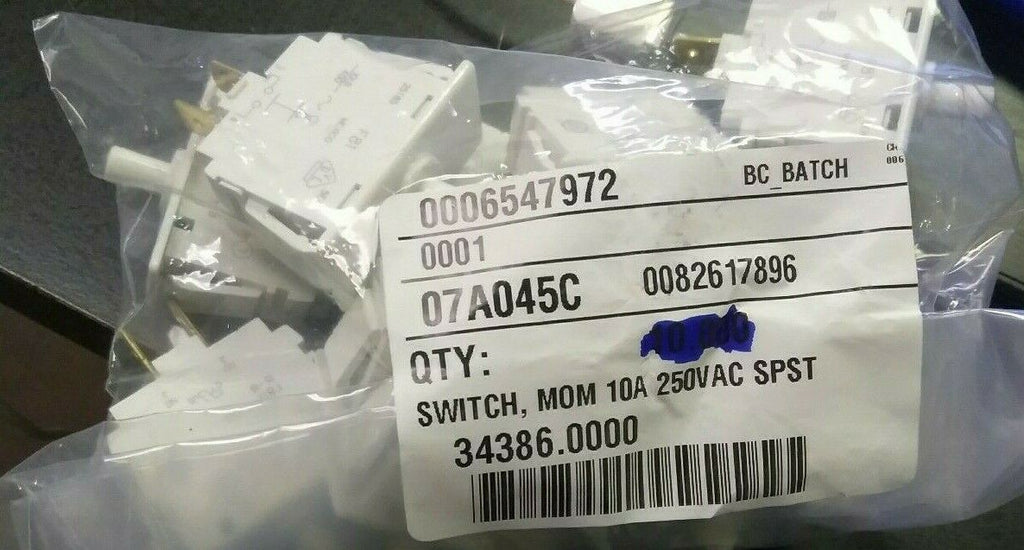 0006547972 BC_BATCH
0001
07A045C 0082617896
QTY:
SWITCH, MOM 10A 250VAC SPST
34386.0000